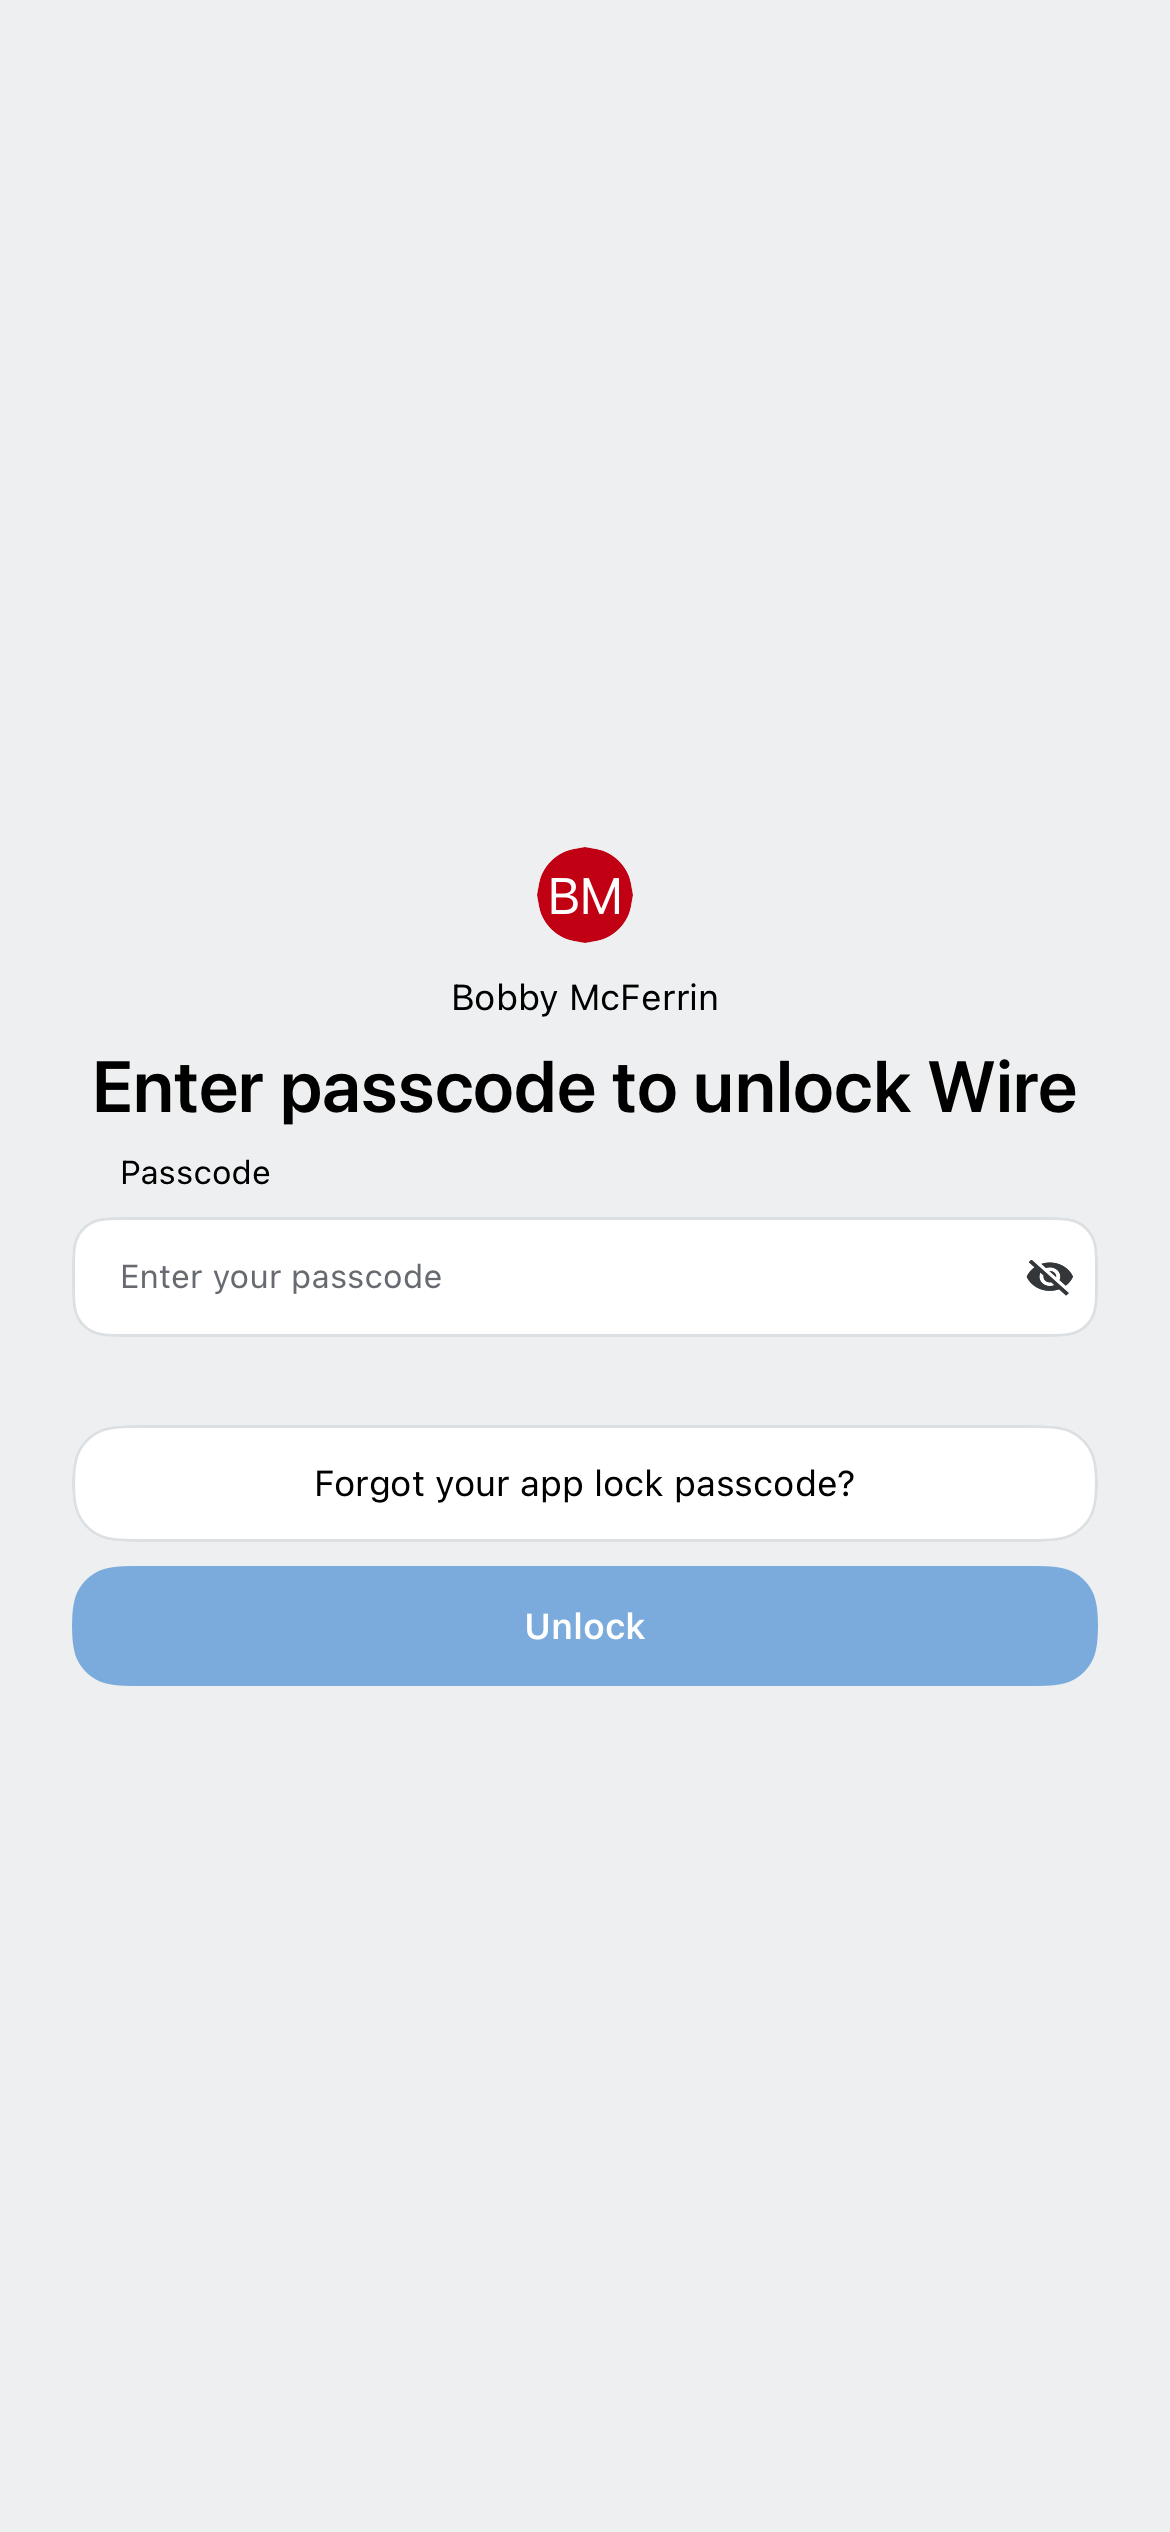 BM
Bobby McFerrin
Enter passcode to unlock Wire
Passcode
Enter your passcode
Forgot your app lock passcode?
Unlock